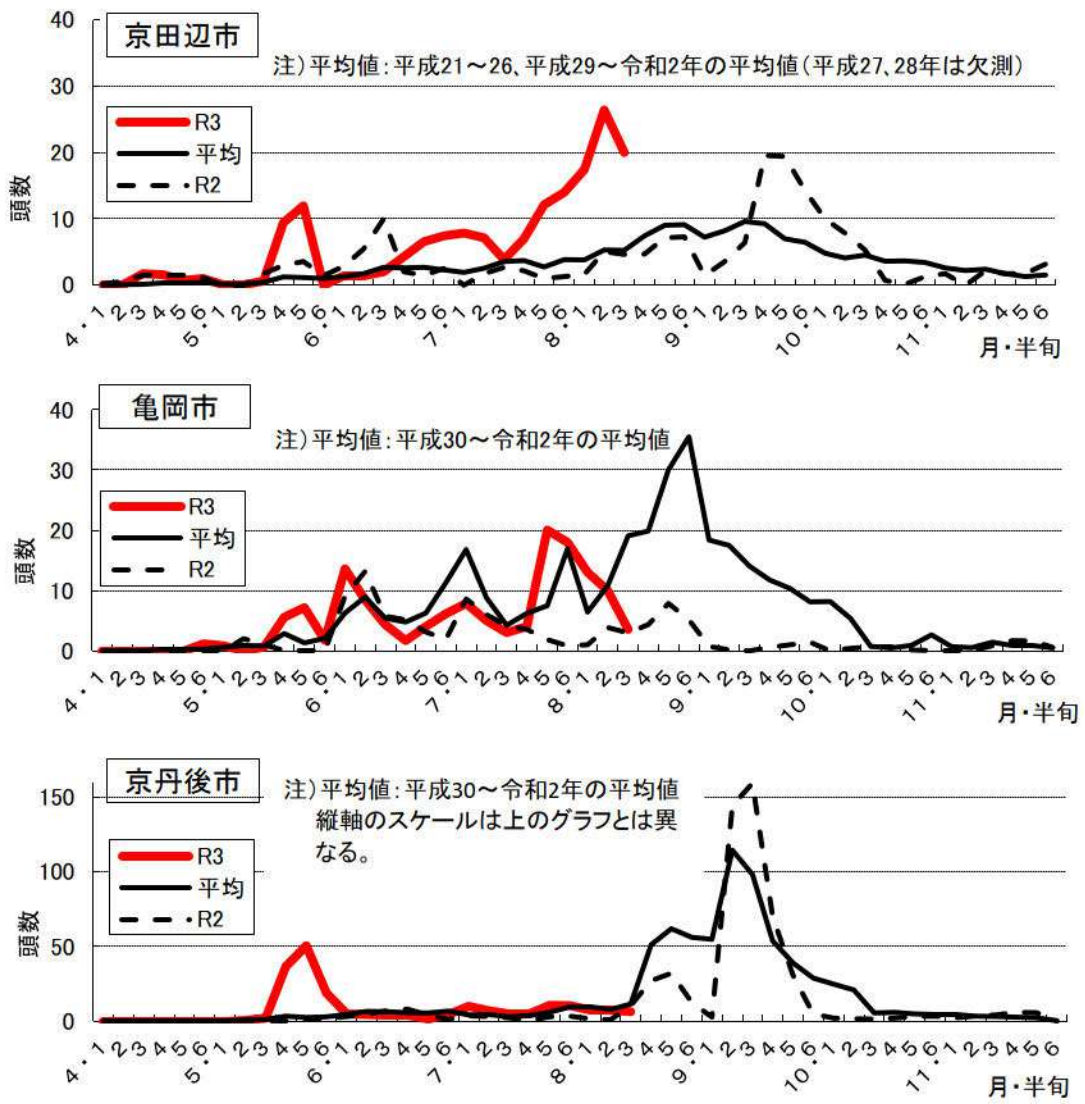 京田辺市
注）平均値：平成21～26、平成29～令和2年の平均値（平成27、28年は欠測）
40
30
20
10
0
頭数
R3
平均
R2
4．1 2 3 4 5 6 5．1 2 3 4 5 6 6．1 2 3 4 5 6 7．1 2 3 4 5 6 8．1 2 3 4 5 6 9．1 2 3 4 5 6 10．1 2 3 4 5 6 11．1 2 3 4 5 6
月・半旬
亀岡市
注）平均値：平成30～令和2年の平均値
40
30
20
10
0
頭数
R3
平均
R2
4．1 2 3 4 5 6 5．1 2 3 4 5 6 6．1 2 3 4 5 6 7．1 2 3 4 5 6 8．1 2 3 4 5 6 9．1 2 3 4 5 6 10．1 2 3 4 5 6 11．1 2 3 4 5 6
月・半旬
京丹後市
注）平均値：平成30～令和2年の平均値
縦軸のスケールは上のグラフとは異
なる。
150
100
50
0
頭数
R3
平均
R2
4．1 2 3 4 5 6 5．1 2 3 4 5 6 6．1 2 3 4 5 6 7．1 2 3 4 5 6 8．1 2 3 4 5 6 9．1 2 3 4 5 6 10．1 2 3 4 5 6 11．1 2 3 4 5 6
月・半旬